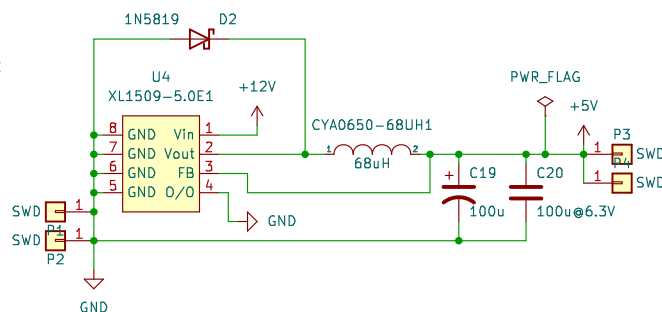 1N5819 D2
U4
XL1509-5.0E1
+12V
PWR_FLAG
+5V
CYA0650-68UH1
8 GND Vin 1
7 GND Vout 2
6 GND FB 3
5 GND O/O 4
1 2
68uH
P3
1 SWD
P4
1 SWD
+ C19
100u
C20
100u@6.3V
SWD 1
P1
SWD 1
P2
GND
GND